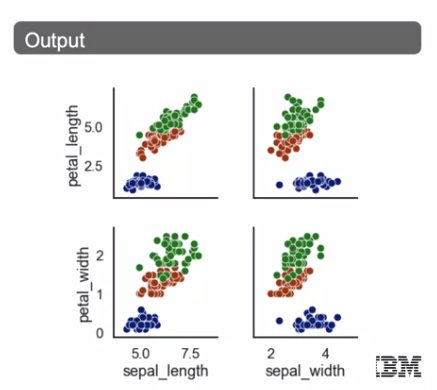 Output
petal_length
5.0
2.5
petal_width
2
1
0
5.0 7.5 2 4
sepal_length sepal_width
IBM